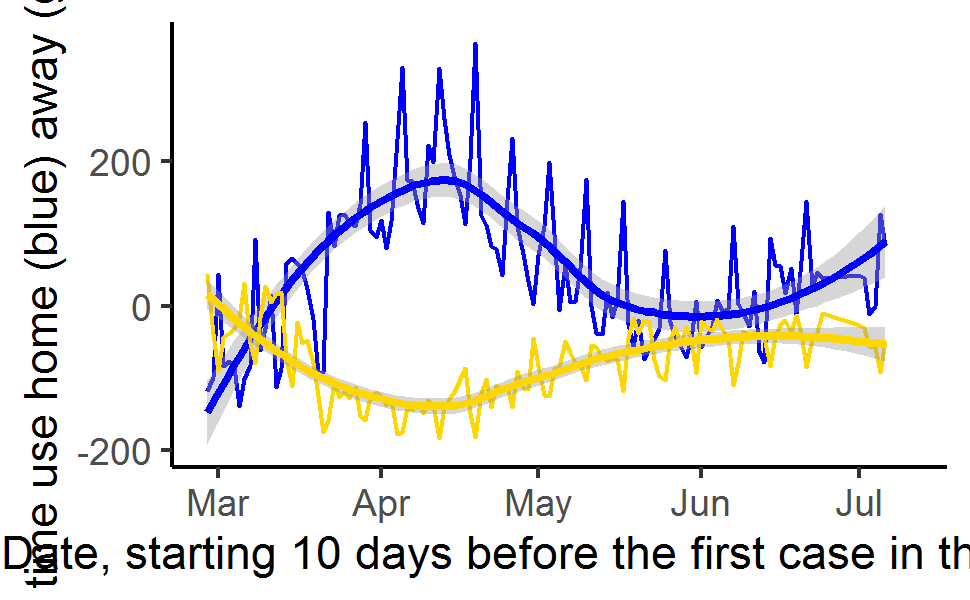 time use home (blue) away (
200
0
-200
Mar Apr May Jun Jul
Date, starting 10 days before the first case in th